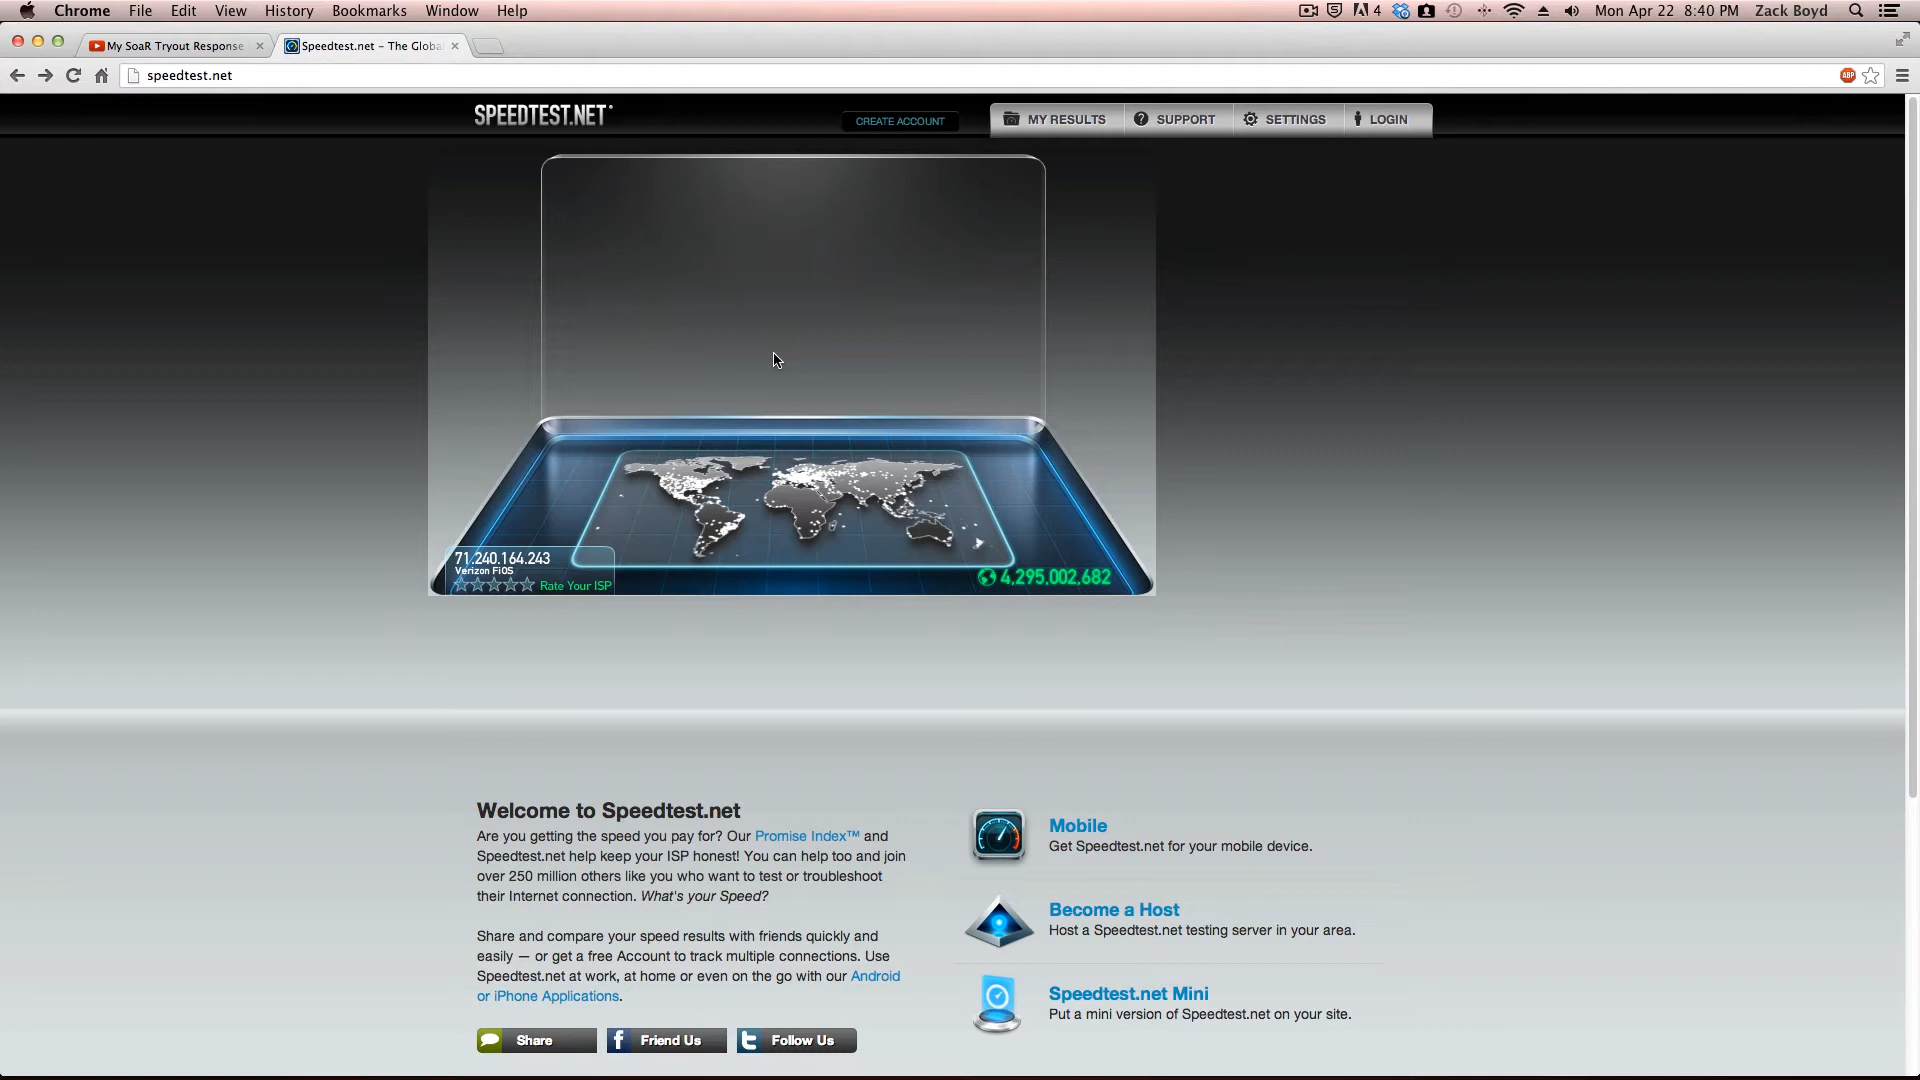 Chrome File Edit View History Bookmarks Window Help 4 Mon Apr 22 8:40 PM Zack Boyd
My SoaR Tryout Response Speedtest.net – The Globa
speedtest.net ABP
SPEEDTEST.NET CREATE ACCOUNT MY RESULTS SUPPORT SETTINGS LOGIN
71.240.164.243
Verizon FiOS
Rate Your ISP 4,295,002,682
Welcome to Speedtest.net
Are you getting the speed you pay for? Our Promise Index™ and
Speedtest.net help keep your ISP honest! You can help too and join
over 250 million others like you who want to test or troubleshoot
their Internet connection. What's your Speed?
Share and compare your speed results with friends quickly and
easily — or get a free Account to track multiple connections. Use
Speedtest.net at work, at home or even on the go with our Android
or iPhone Applications.
Share Friend Us Follow Us
Mobile
Get Speedtest.net for your mobile device.
Become a Host
Host a Speedtest.net testing server in your area.
Speedtest.net Mini
Put a mini version of Speedtest.net on your site.